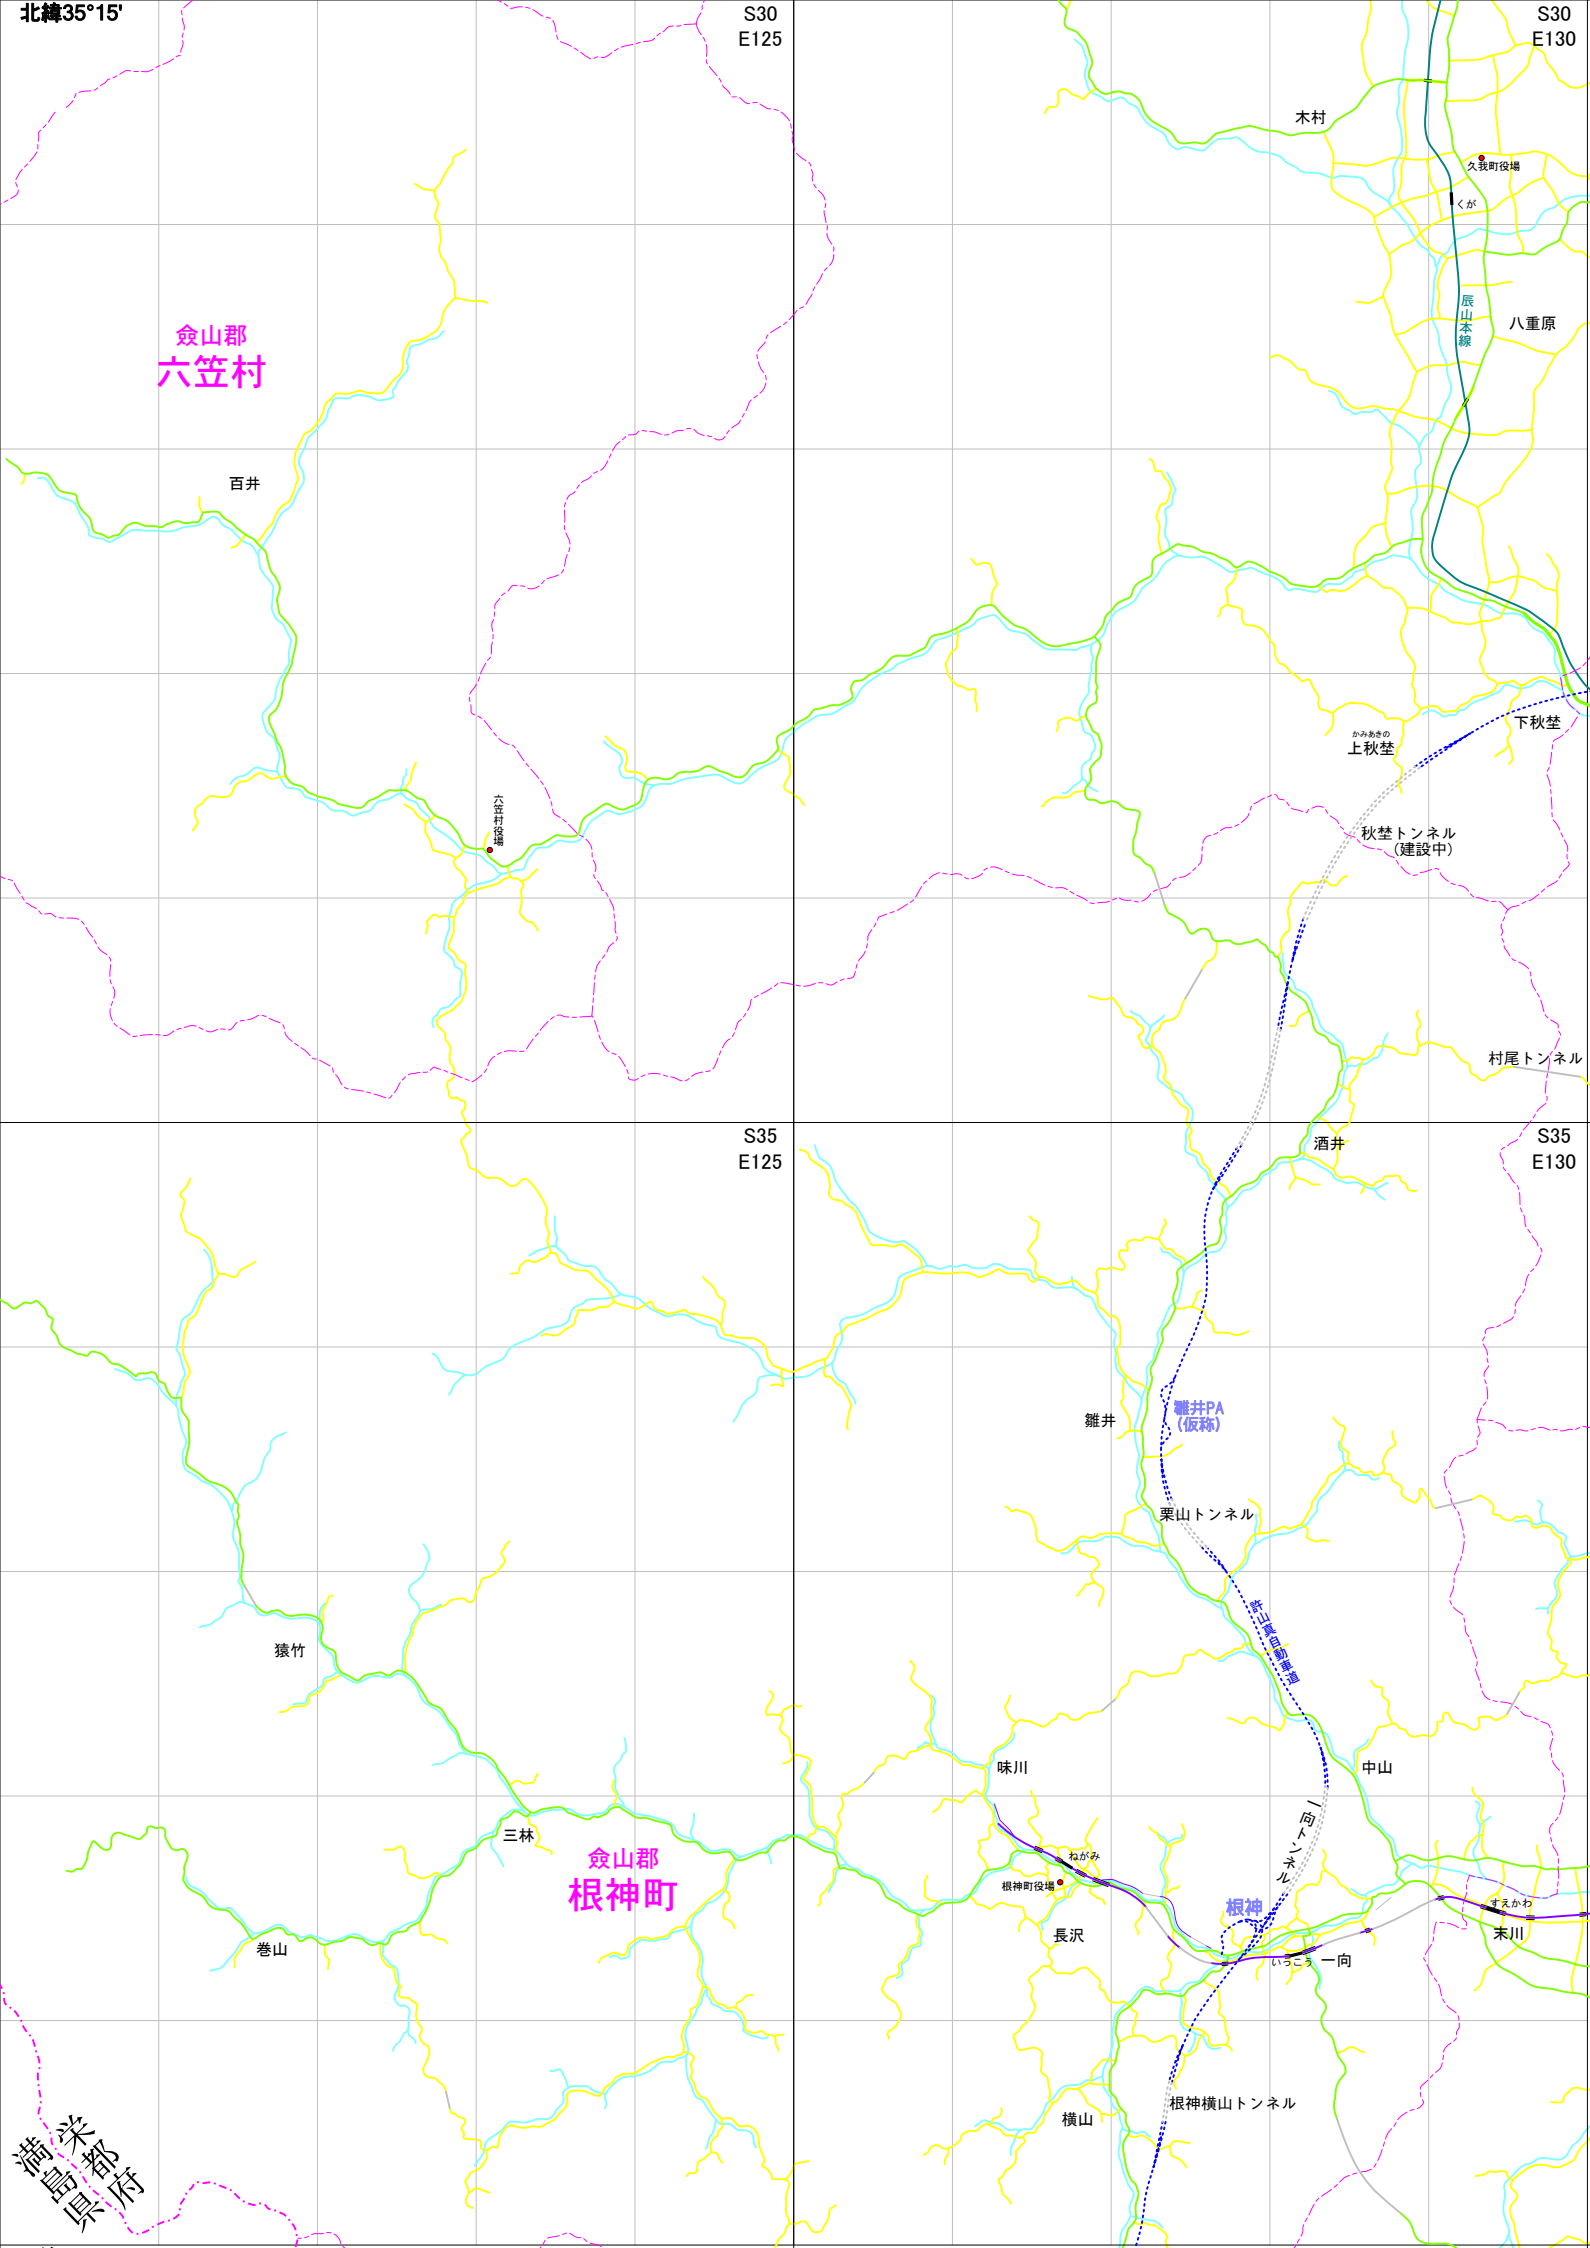 北緯35°15'
S30
E125
S30
E130
木村
久我町役場
くが
辰山本線
八重原
僉山郡
六笠村
百井
六笠村役場
下秋埜
かみあきの
上秋埜
秋埜トンネル
(建設中)
村尾トンネル
S35
E125
S35
E130
酒井
雛井
雛井PA
(仮称)
栗山トンネル
許山真自動車道
猿竹
味川
中山
一向トンネル
三林
僉山郡
根神町
ねがみ
根神町役場
根神
すえかわ
末川
長沢
いっこう
一向
巻山
根神横山トンネル
横山
栄都府
満島県